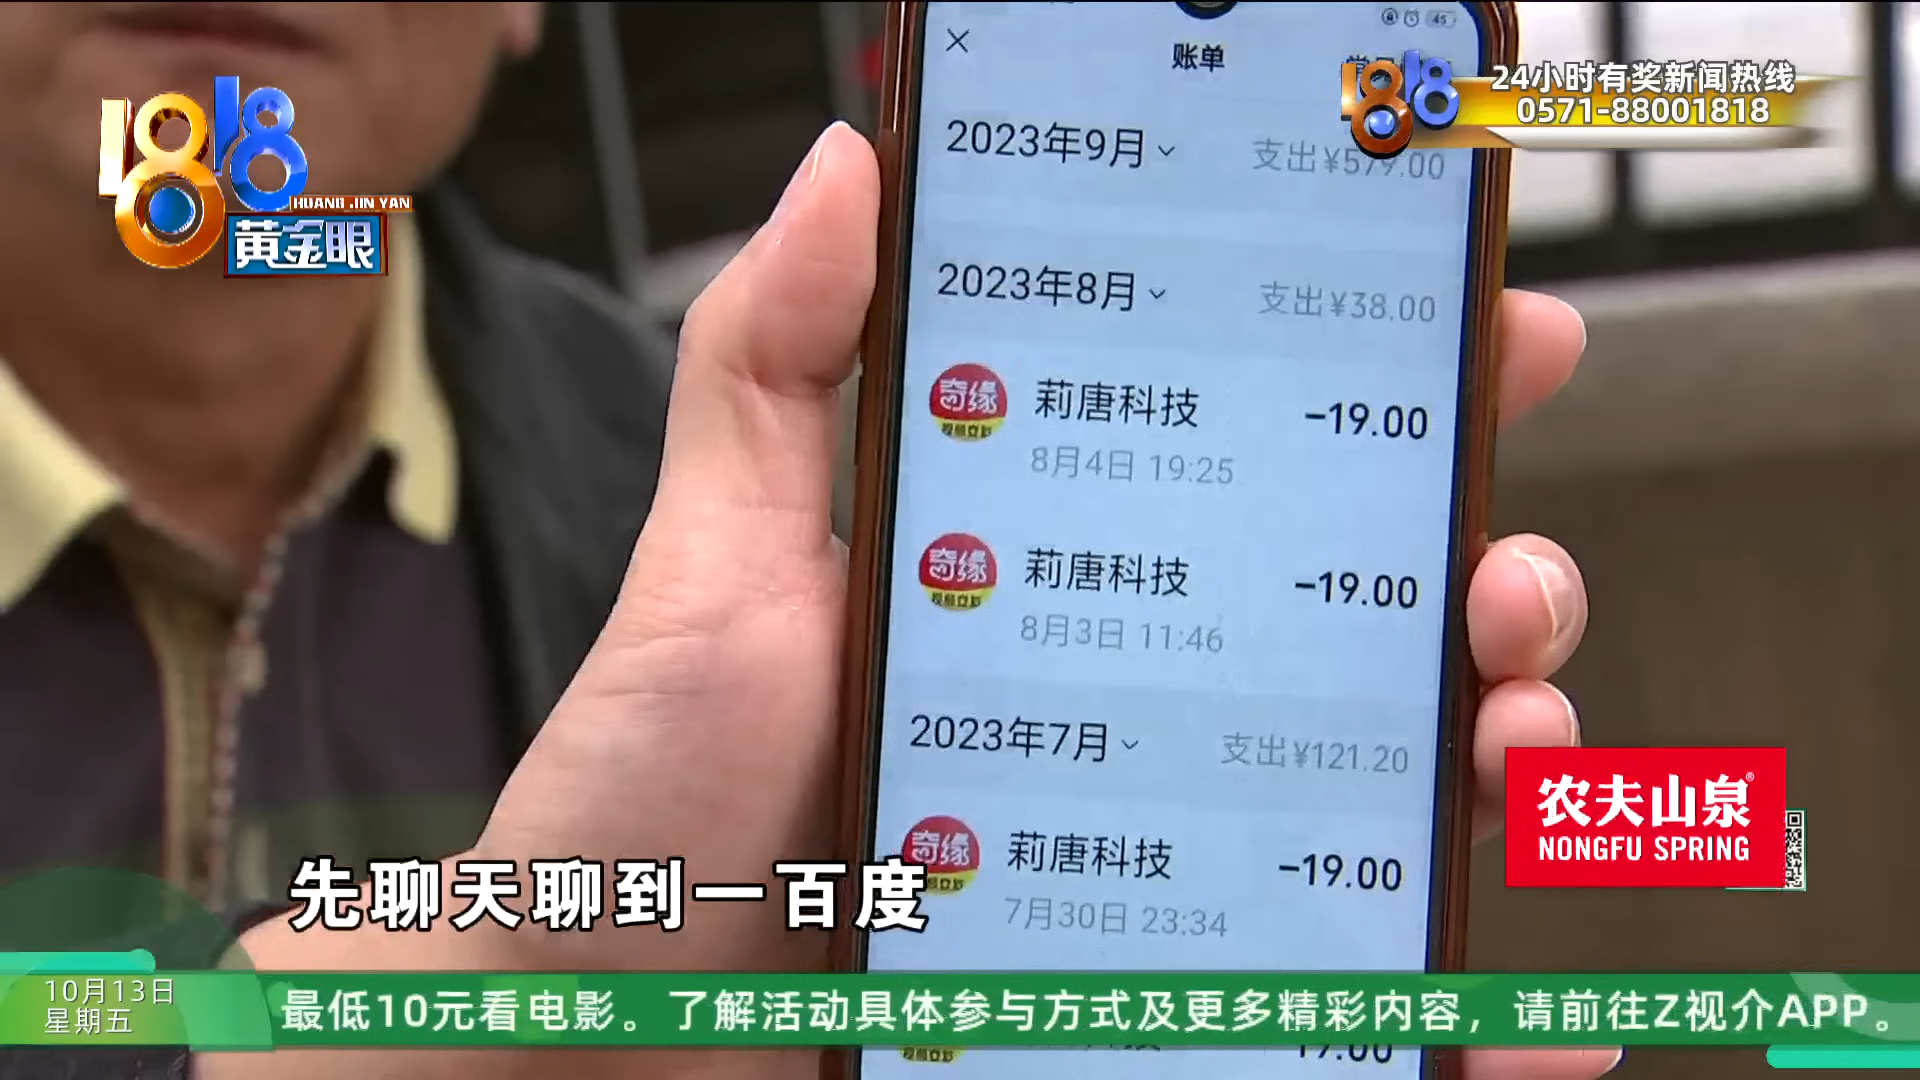 1818
HUANG JIN YAN
黄金眼
24小时有奖新闻热线
0571-88001818
45
账单
2023年9月
支出¥579.00
2023年8月
支出¥38.00
奇缘
莉唐科技
-19.00
8月4日 19:25
奇缘
莉唐科技
-19.00
8月3日 11:46
2023年7月
支出¥121.20
奇缘
莉唐科技
-19.00
7月30日 23:34
农夫山泉®
NONGFU SPRING
先聊天聊到一百度
10月13日
星期五
最低10元看电影。了解活动具体参与方式及更多精彩内容，请前往Z视介APP。